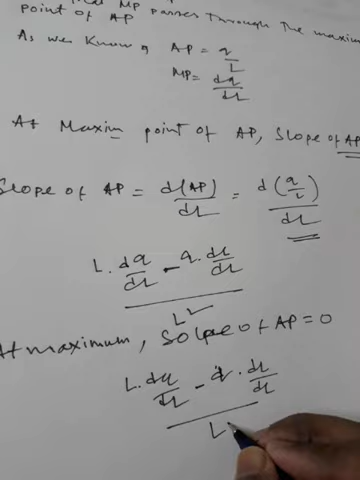 MP passes through the maximum
point of AP
As we know, AP = q/L
MP = dq/dL
At Maxim point of AP, Slope of AP
Slope of AP = d(AP)/dL = d(q/L)/dL
L.dq/dL - q.dL/dL
L✓
At maximum, Solpe of AP = 0
L.dq/dL - q.dL/dL
L